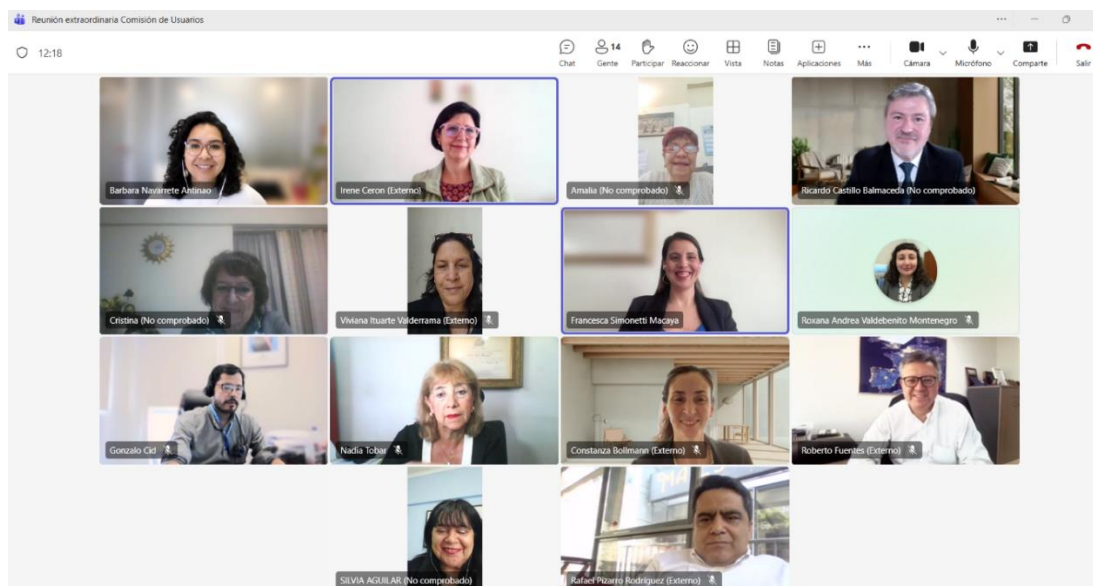 Reunión extraordinaria Comisión de Usuarios
12:18
14
Chat Gente Participar Reaccionar Vista Notas Aplicaciones Más Cámara Micrófono Comparte Salir
Barbara Navarrete Antinao
Irene Ceron (Externo)
Amalia (No comprobado)
Ricardo Castillo Balmaceda (No comprobado)
Cristina (No comprobado)
Viviana Ituarte Valderrama (Externo)
Francesca Simonetti Macaya
Roxana Andrea Valdebenito Montenegro
Gonzalo Cid
Nadia Tobar
Constanza Bollmann (Externo)
Roberto Fuentes (Externo)
SILVIA AGUILAR (No comprobado)
Rafael Pizarro Rodríguez (Externo)